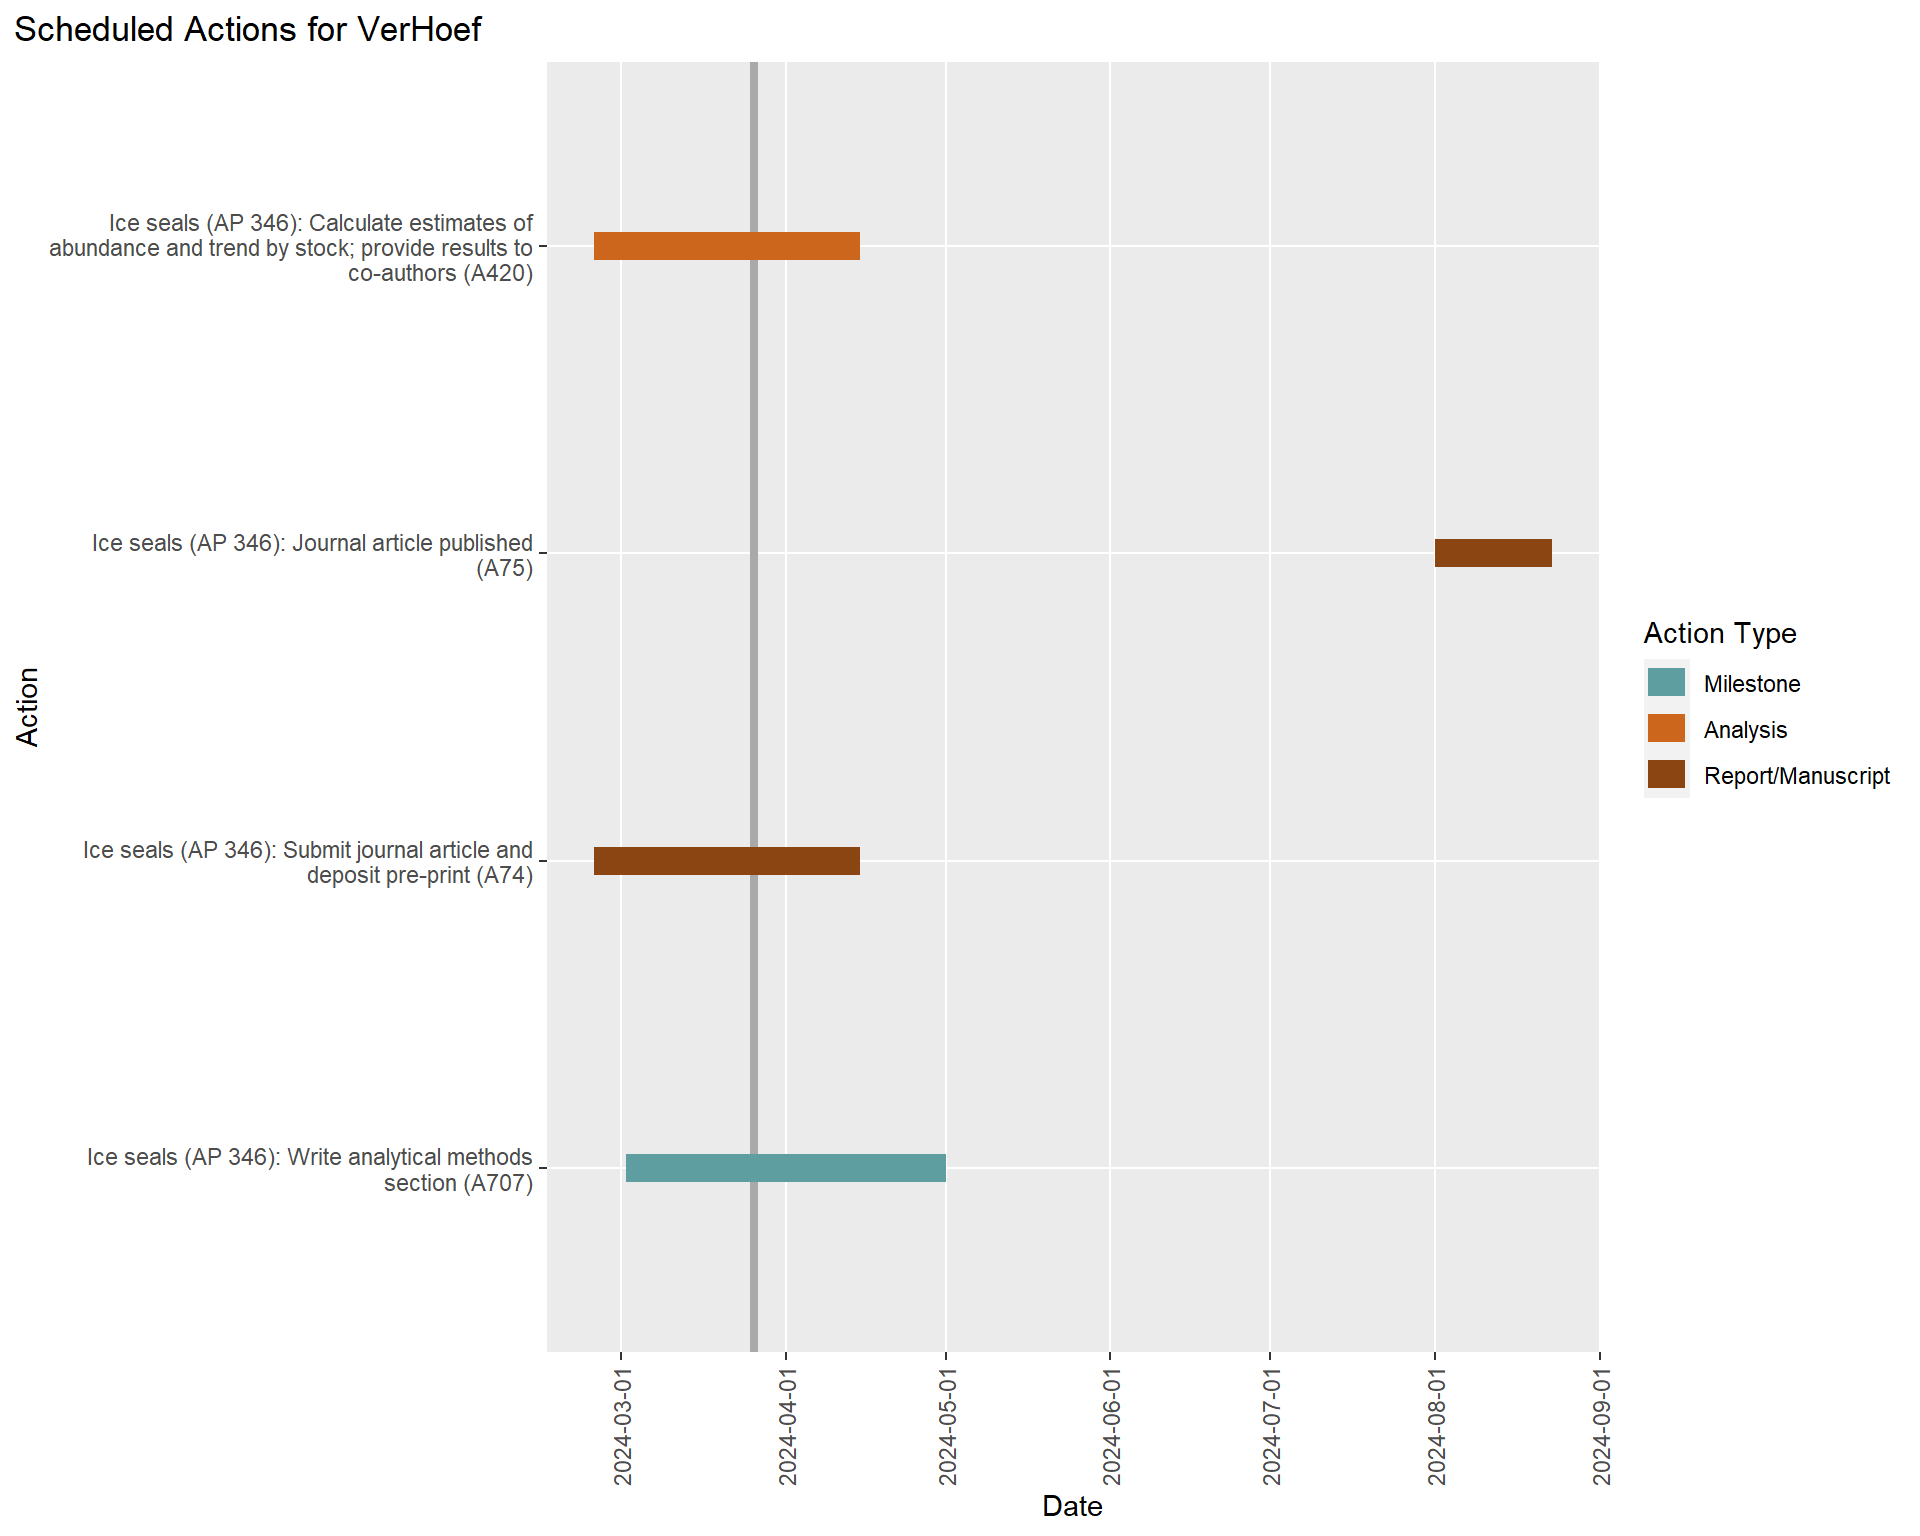 Scheduled Actions for VerHoef
Ice seals (AP 346): Calculate estimates of
abundance and trend by stock; provide results to
co-authors (A420)
Ice seals (AP 346): Journal article published
(A75)
Ice seals (AP 346): Submit journal article and
deposit pre-print (A74)
Ice seals (AP 346): Write analytical methods
section (A707)
Action
2024-03-01
2024-04-01
2024-05-01
2024-06-01
2024-07-01
2024-08-01
2024-09-01
Date
Action Type
Milestone
Analysis
Report/Manuscript